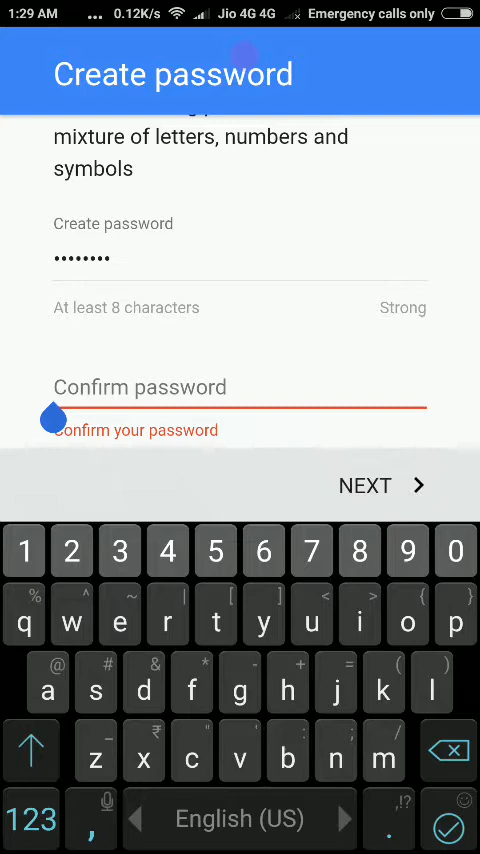 1:29 AM ... 0.12K/s Jio 4G 4G Emergency calls only
Create password
mixture of letters, numbers and
symbols
Create password
••••••••
At least 8 characters Strong
Confirm password
Confirm your password
NEXT
1 2 3 4 5 6 7 8 9 0
% ^ ~ | [ ] < > { }
q w e r t y u i o p
@ # & * - + = ( )
a s d f g h j k l
_ ₹ " ' : ; /
z x c v b n m
,!?
123 , English (US) .